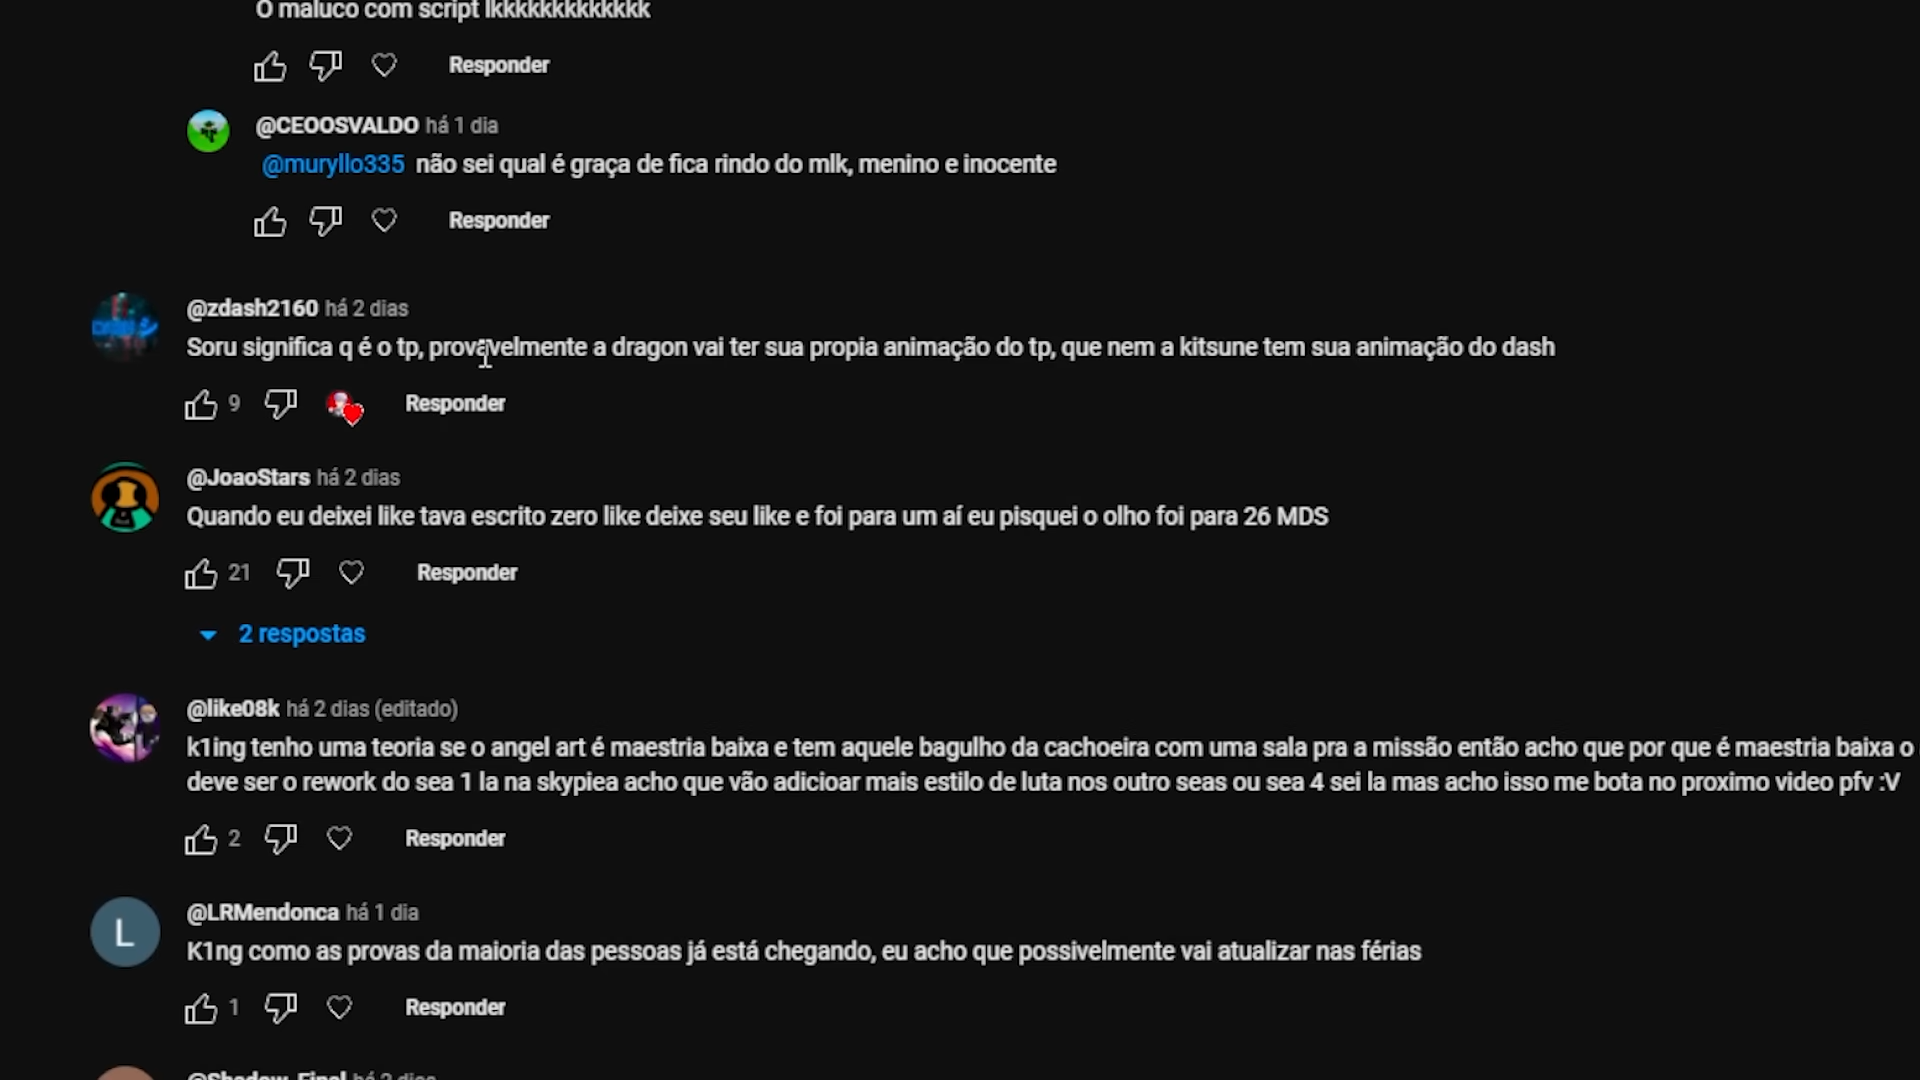 O maluco com script lkkkkkkkkkkkk
Responder
@CEOOSVALDO há 1 dia
@muryllo335 não sei qual é graça de fica rindo do mlk, menino e inocente
Responder
@zdash2160 há 2 dias
Soru significa q é o tp, provavelmente a dragon vai ter sua propia animação do tp, que nem a kitsune tem sua animação do dash
9 Responder
@JoaoStars há 2 dias
Quando eu deixei like tava escrito zero like deixe seu like e foi para um aí eu pisquei o olho foi para 26 MDS
21 Responder
2 respostas
@like08k há 2 dias (editado)
k1ing tenho uma teoria se o angel art é maestria baixa e tem aquele bagulho da cachoeira com uma sala pra a missão então acho que por que é maestria baixa o
deve ser o rework do sea 1 la na skypiea acho que vão adicioar mais estilo de luta nos outro seas ou sea 4 sei la mas acho isso me bota no proximo video pfv :V
2 Responder
L
@LRMendonca há 1 dia
K1ng como as provas da maioria das pessoas já está chegando, eu acho que possivelmente vai atualizar nas férias
1 Responder
@Shadow_Final há 2 dias